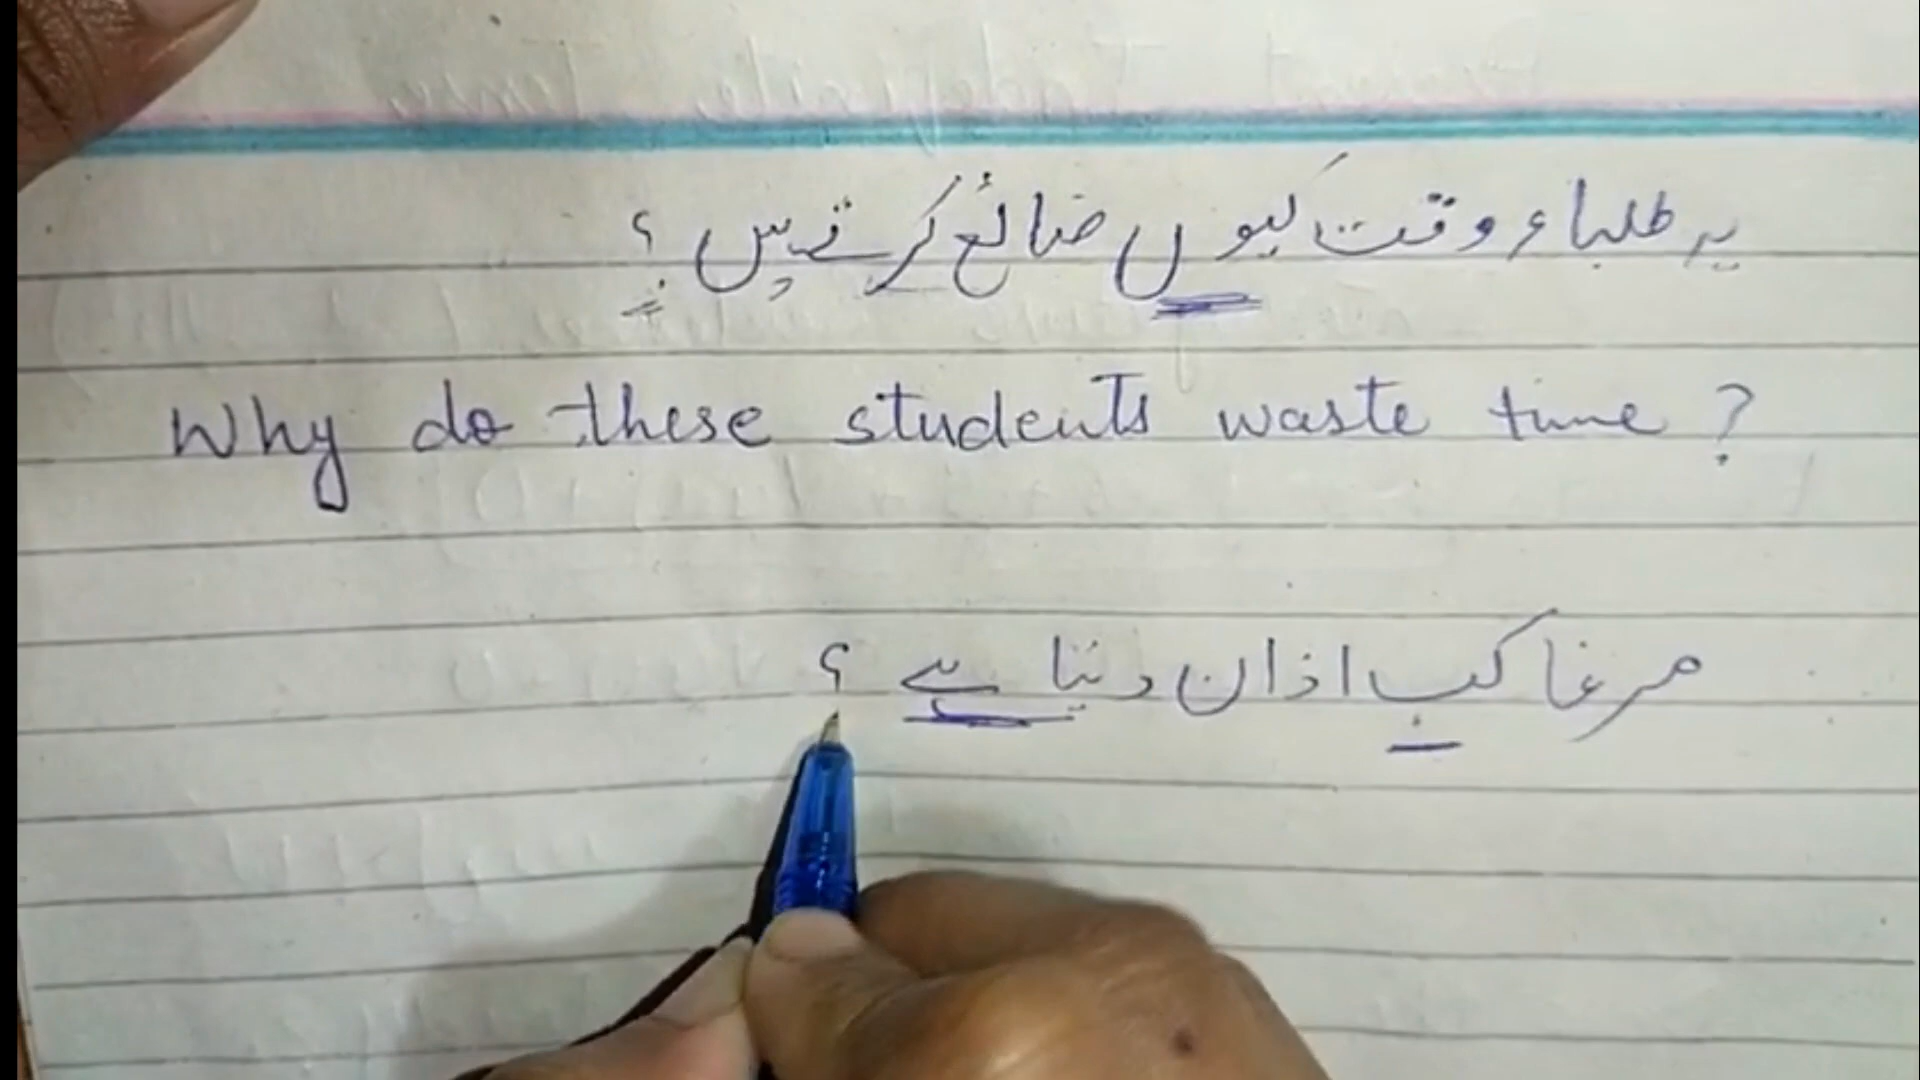 یہ طلباء وقت کیوں ضائع کرتے ہیں ؟
Why do these students waste time ?
مرغا کب اذان دیتا ہے ؟